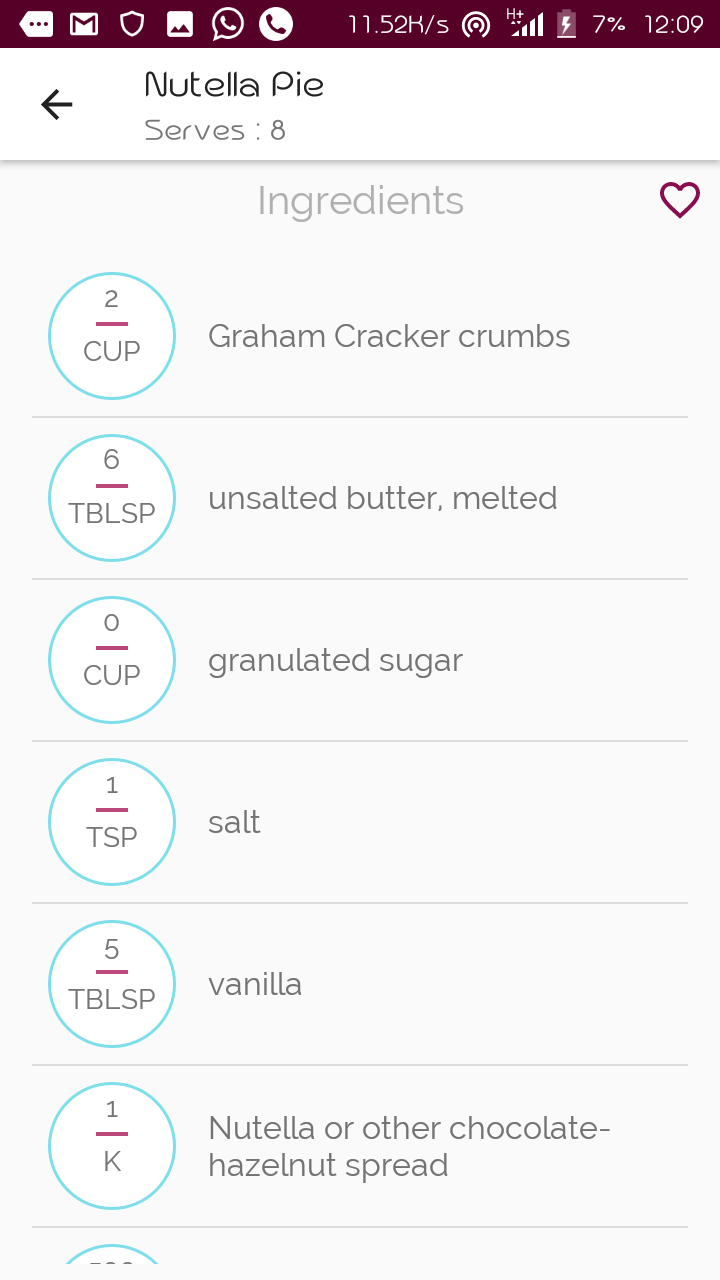 11.52K/s H+ 7% 12:09
Nutella Pie
Serves : 8
Ingredients
2
CUP
Graham Cracker crumbs
6
TBLSP
unsalted butter, melted
0
CUP
granulated sugar
1
TSP
salt
5
TBLSP
vanilla
1
K
Nutella or other chocolate-
hazelnut spread